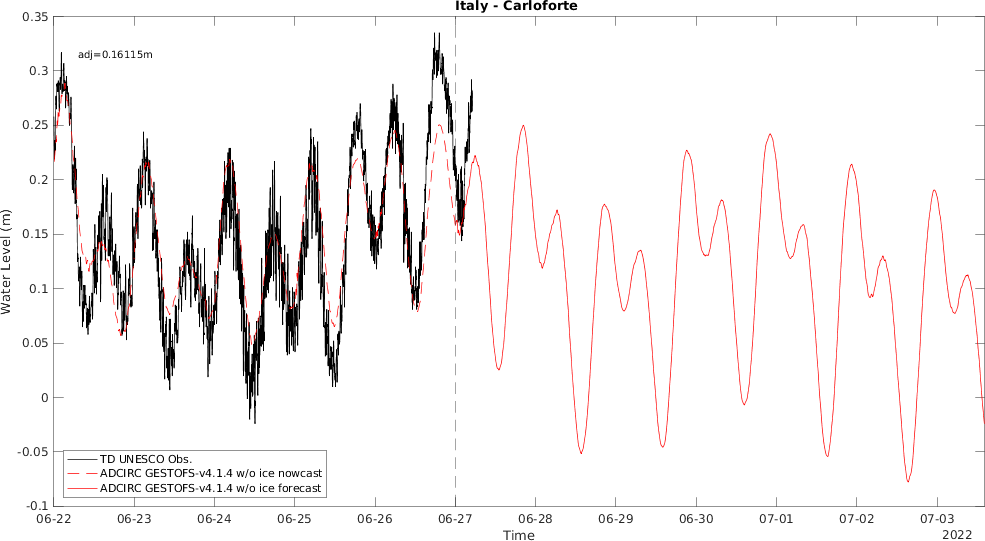 Italy - Carloforte
adj=0.16115m
0.35
0.3
0.25
0.2
0.15
0.1
0.05
0
-0.05
-0.1
Water Level (m)
TD UNESCO Obs.
ADCIRC GESTOFS-v4.1.4 w/o ice nowcast
ADCIRC GESTOFS-v4.1.4 w/o ice forecast
06-22 06-23 06-24 06-25 06-26 06-27 06-28 06-29 06-30 07-01 07-02 07-03
Time
2022